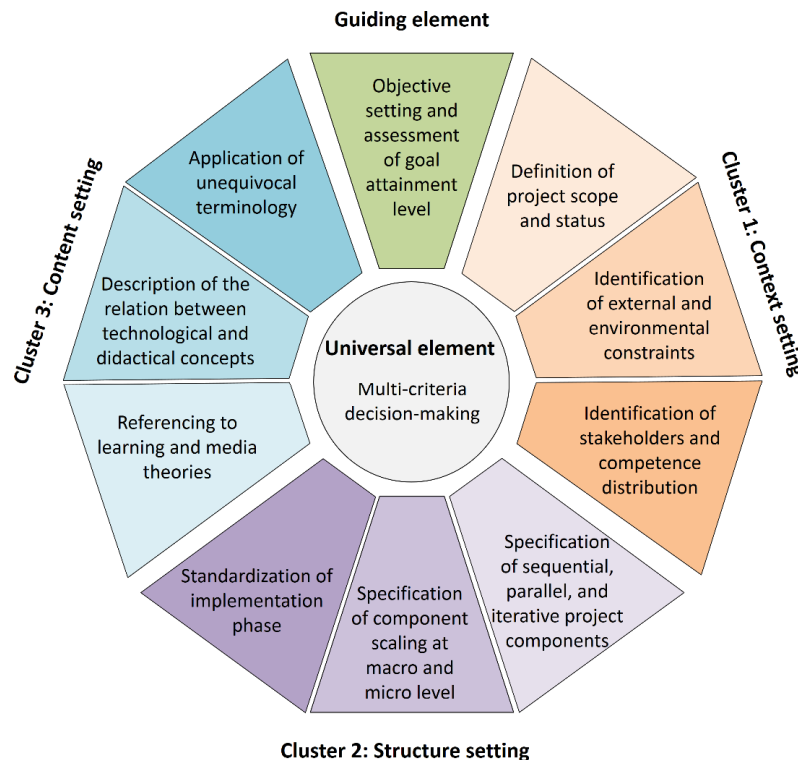 Guiding element
Objective
setting and
assessment
of goal
attainment
level
Definition of
project scope
and status
Cluster 1: Context setting
Identification
of external and
environmental
constraints
Identification of
stakeholders and
competence
distribution
Specification
of sequential,
parallel, and
iterative project
components
Specification
of component
scaling at
macro and
micro level
Standardization of
implementation
phase
Cluster 2: Structure setting
Referencing to
learning and media
theories
Description of the
relation between
technological and
didactical concepts
Application of
unequivocal
terminology
Cluster 3: Content setting
Universal element
Multi-criteria
decision-making